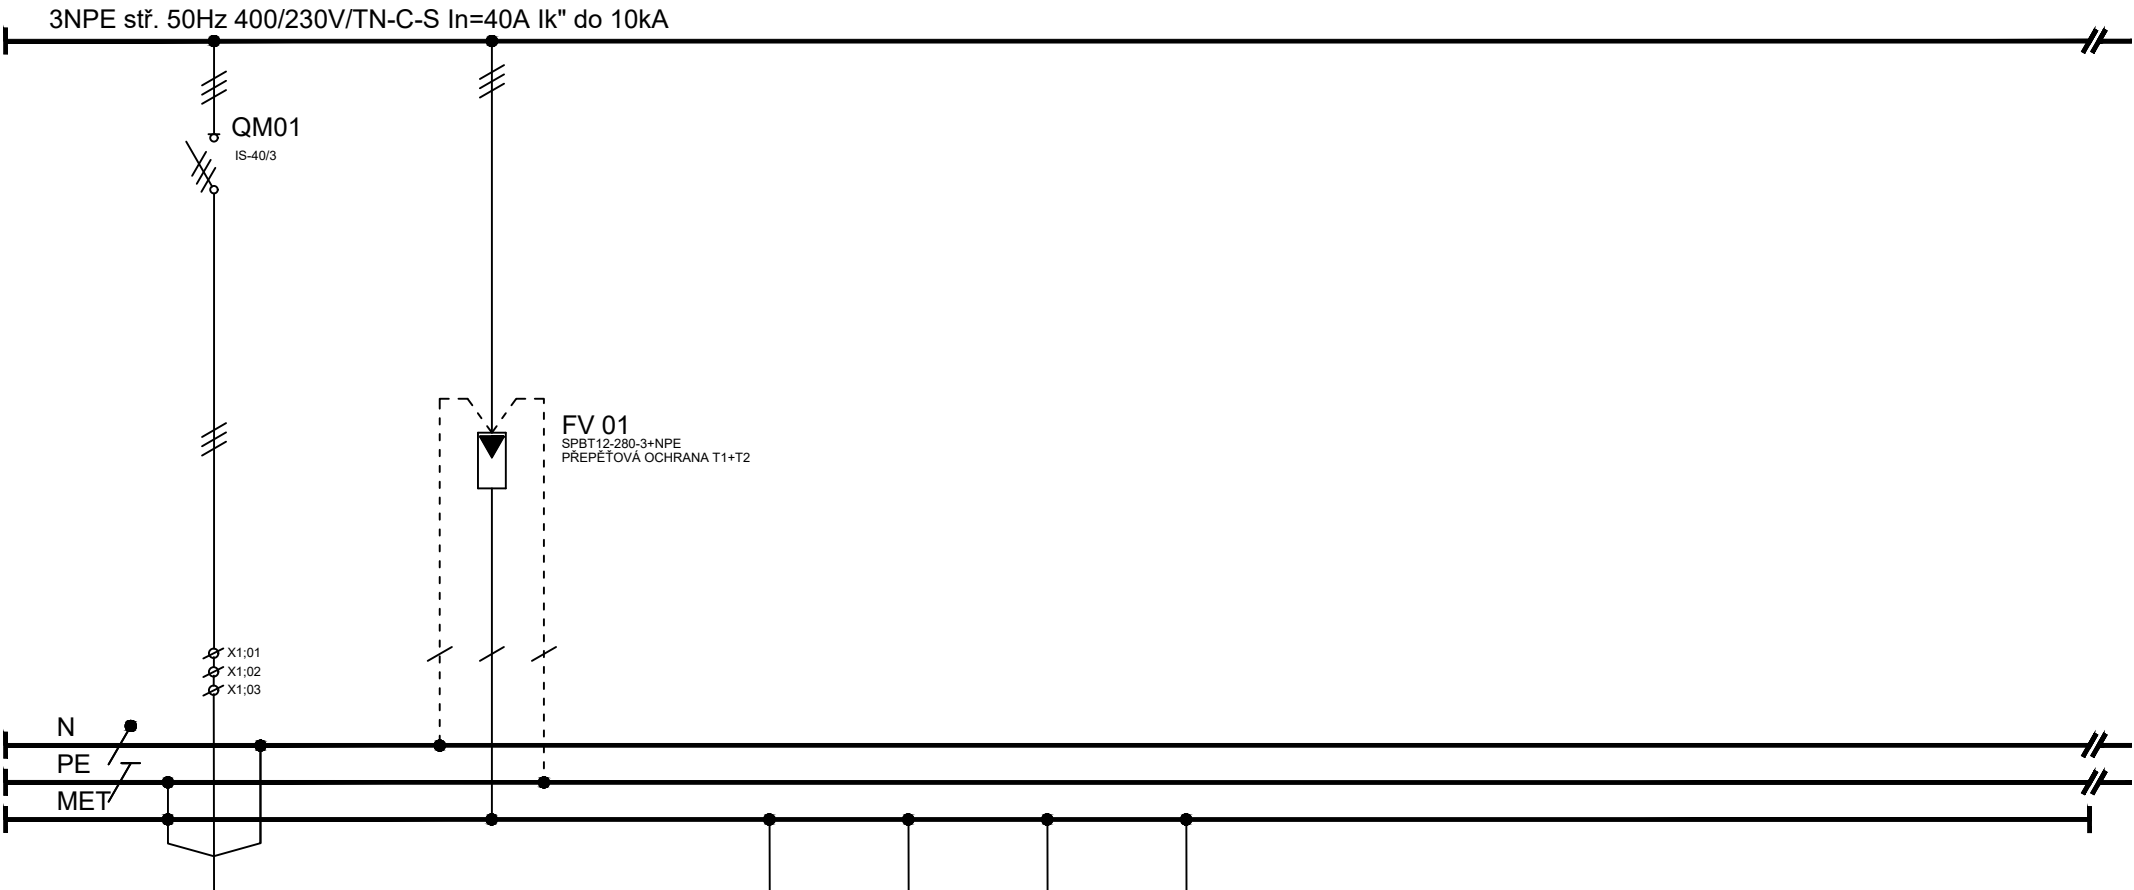 3NPE stř. 50Hz 400/230V/TN-C-S In=40A Ik" do 10kA
QM01
IS-40/3
FV 01
SPBT12-280-3+NPE
PŘEPĚŤOVÁ OCHRANA T1+T2
X1;01
X1;02
X1;03
N
PE
MET